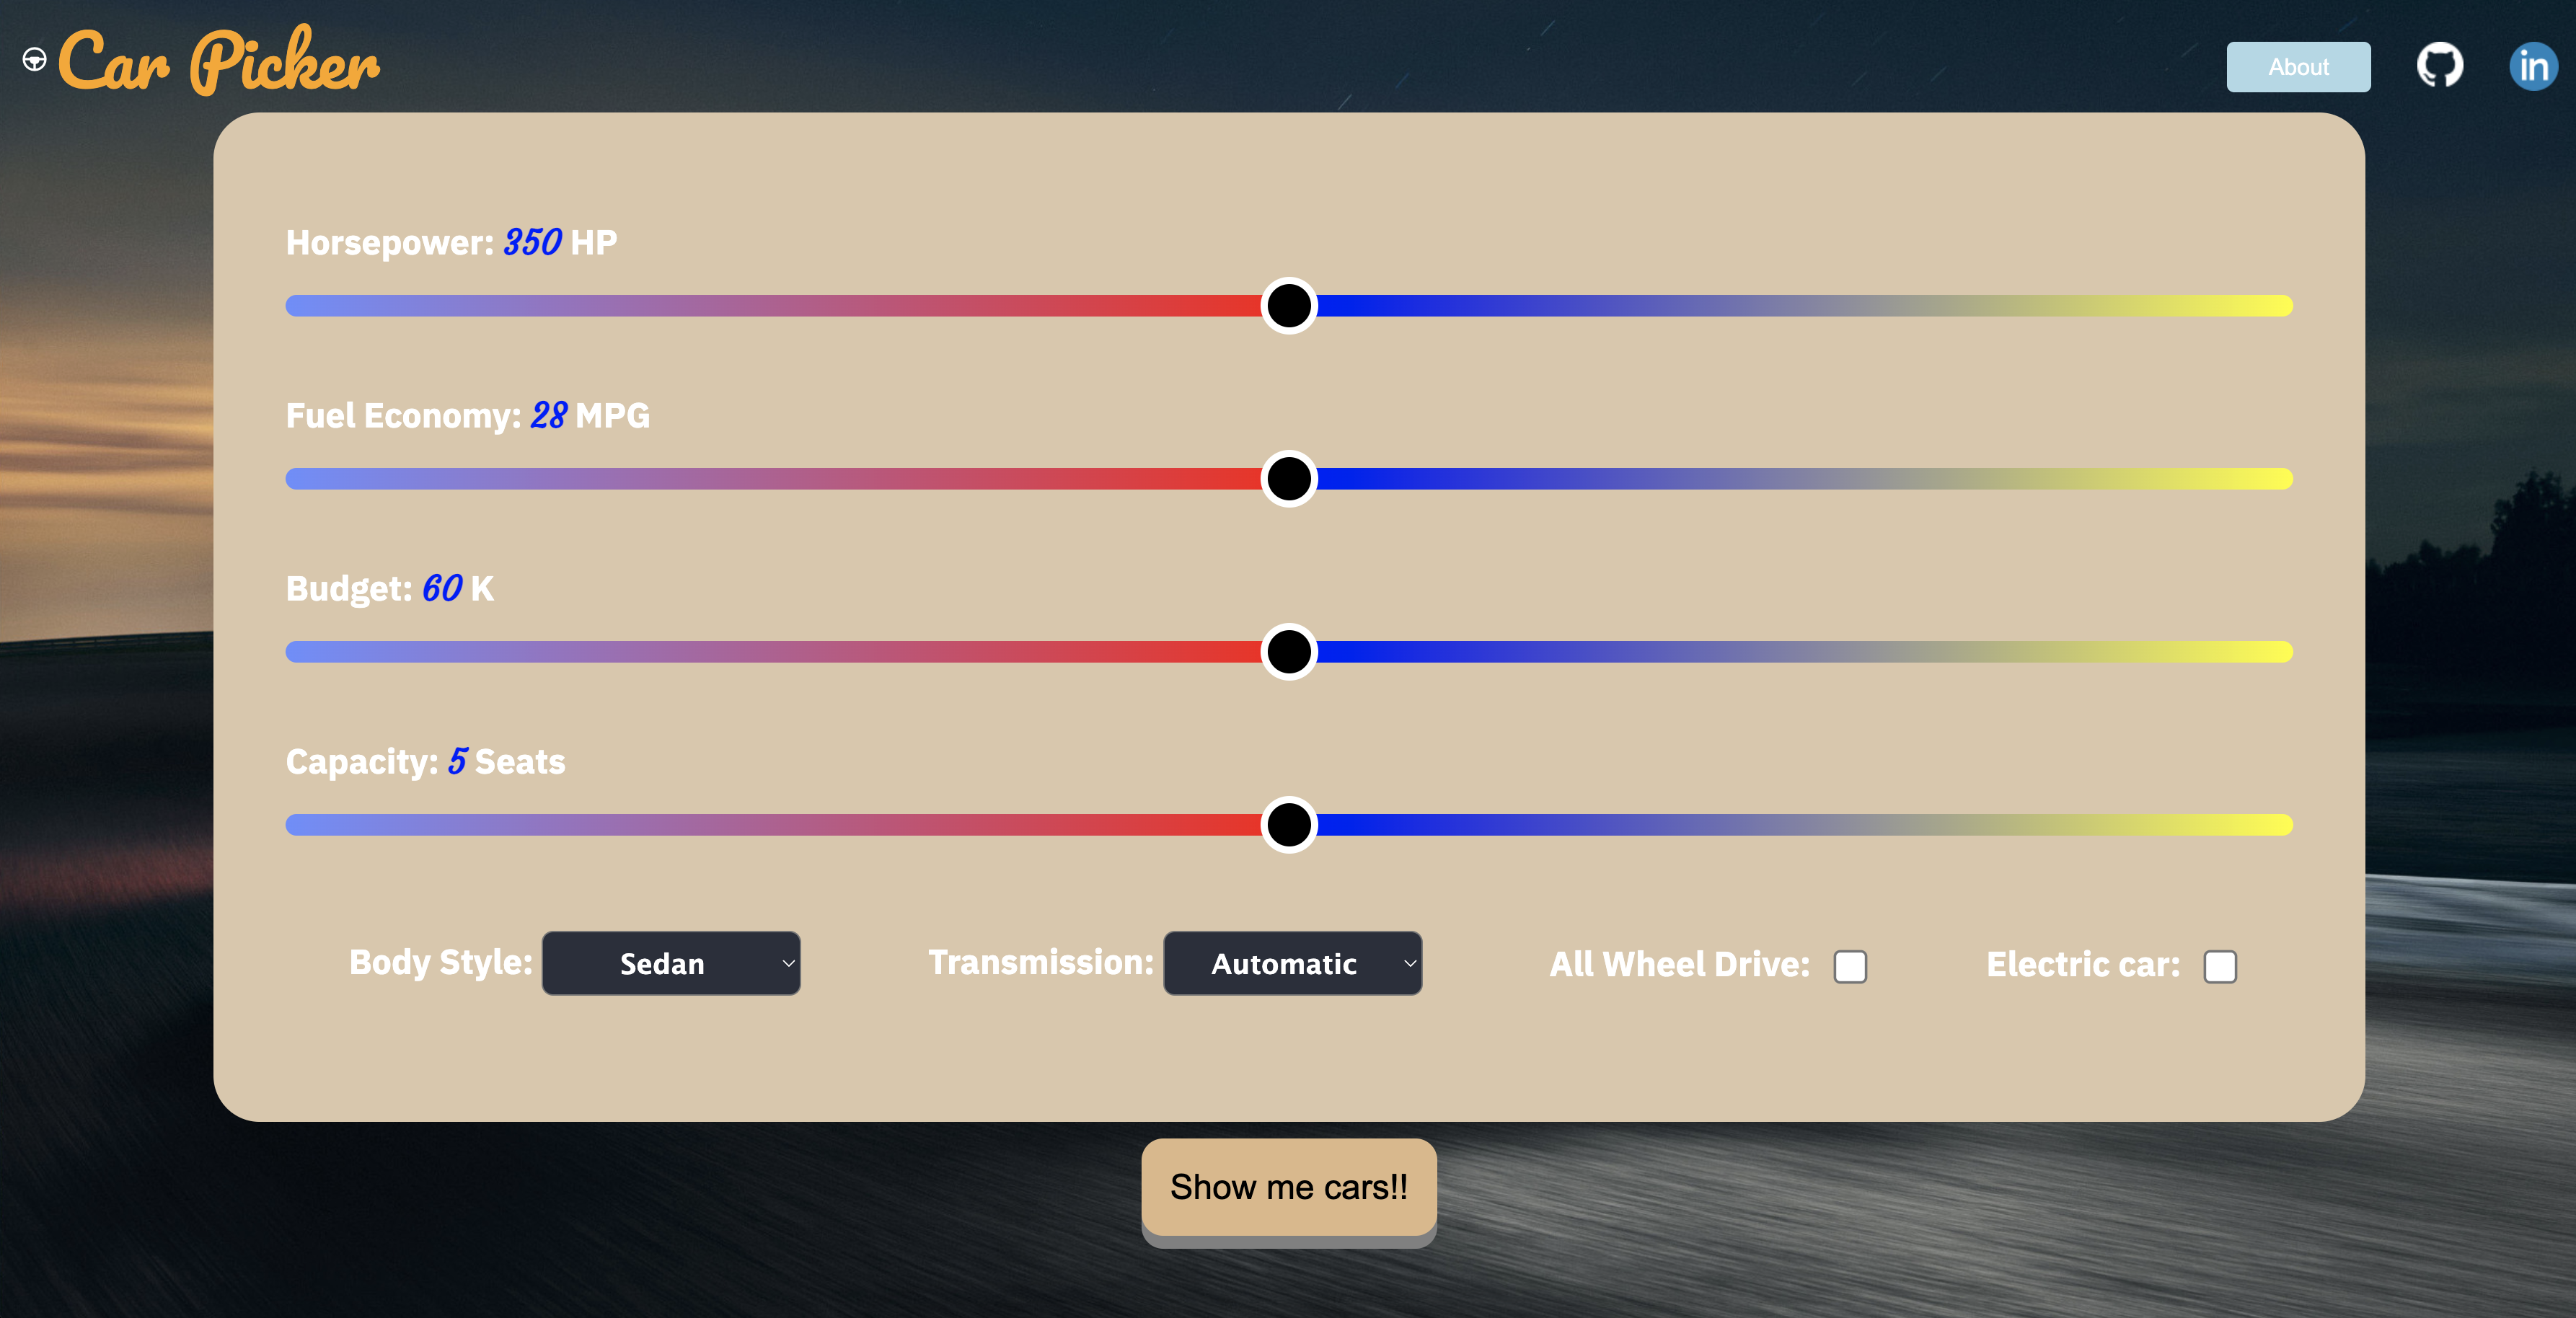 Car Picker
About
in
Horsepower: 350 HP
Fuel Economy: 28 MPG
Budget: 60 K
Capacity: 5 Seats
Body Style: Sedan Transmission: Automatic All Wheel Drive: Electric car:
Show me cars!!